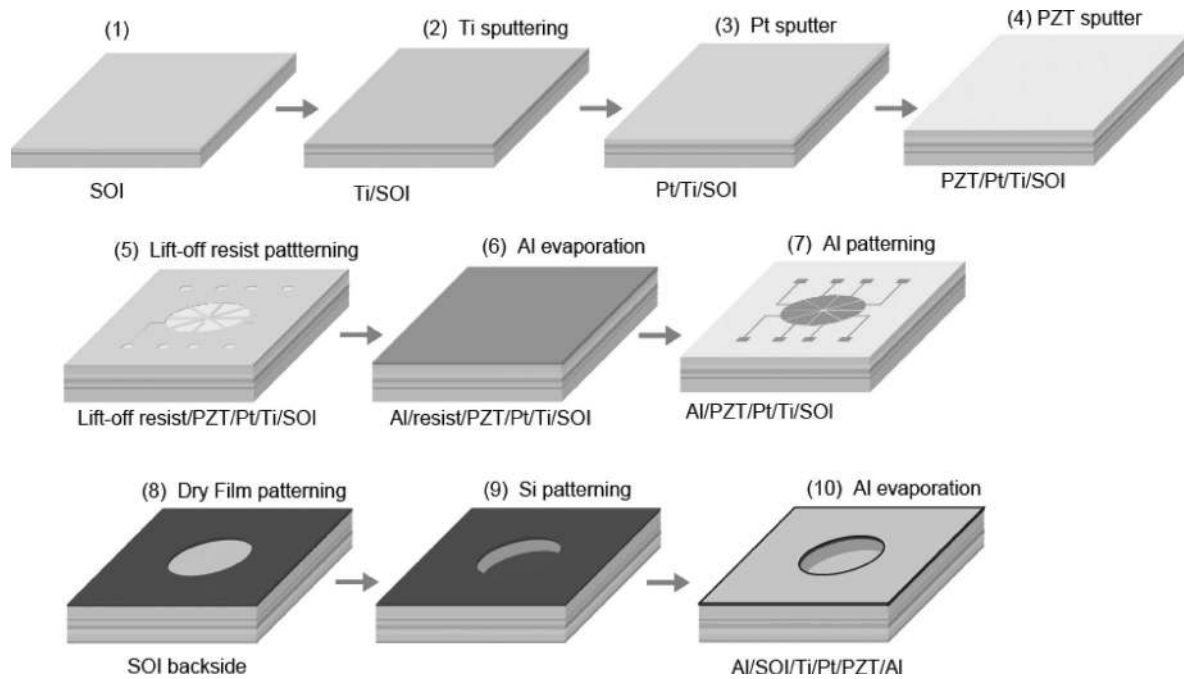 (1)
(2) Ti sputtering
(3) Pt sputter
(4) PZT sputter
SOI
Ti/SOI
Pt/Ti/SOI
PZT/Pt/Ti/SOI
(5) Lift-off resist pattterning
(6) Al evaporation
(7) Al patterning
Lift-off resist/PZT/Pt/Ti/SOI
Al/resist/PZT/Pt/Ti/SOI
Al/PZT/Pt/Ti/SOI
(8) Dry Film patterning
(9) Si patterning
(10) Al evaporation
SOI backside
Al/SOI/Ti/Pt/PZT/Al